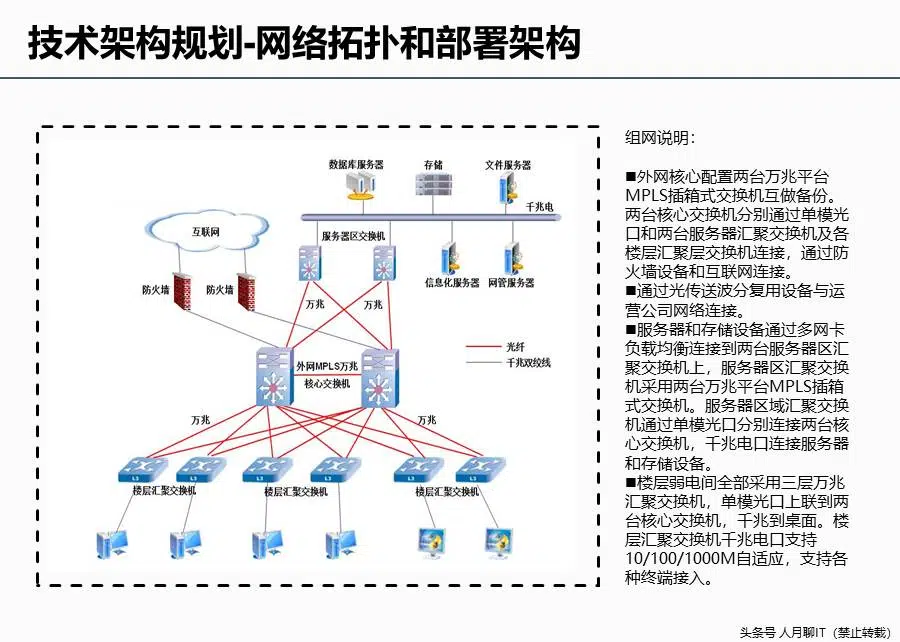 技术架构规划-网络拓扑和部署架构
数据库服务器
存储
文件服务器
千兆电
互联网
服务器区交换机
信息化服务器
网管服务器
防火墙
防火墙
万兆
万兆
光纤
千兆双绞线
外网MPLS万兆
核心交换机
万兆
万兆
L3
L3
L3
L3
L3
L3
楼层汇聚交换机
楼层汇聚交换机
楼层汇聚交换机
组网说明：
■外网核心配置两台万兆平台
MPLS插箱式交换机互做备份。
两台核心交换机分别通过单模光
口和两台服务器汇聚交换机及各
楼层汇聚层交换机连接，通过防
火墙设备和互联网连接。
■通过光传送波分复用设备与运
营公司网络连接。
■服务器和存储设备通过多网卡
负载均衡连接到两台服务器区汇
聚交换机上，服务器区汇聚交换
机采用两台万兆平台MPLS插箱
式交换机。服务器区域汇聚交换
机通过单模光口分别连接两台核
心交换机，千兆电口连接服务器
和存储设备。
■楼层弱电间全部采用三层万兆
汇聚交换机，单模光口上联到两
台核心交换机，千兆到桌面。楼
层汇聚交换机千兆电口支持
10/100/1000M自适应，支持各
种终端接入。
头条号 人月聊IT（禁止转载）